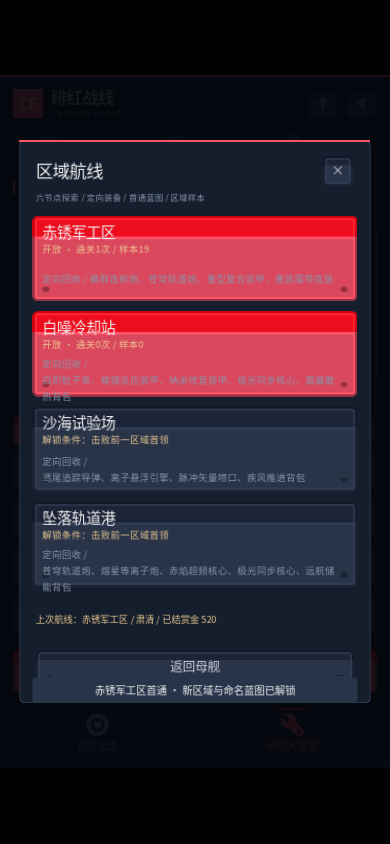 CF
绯红战线
?
区域航线
×
六节点探索 / 定向装备 / 首通蓝图 / 区域样本
赤锈军工区
开放 · 通关1次 / 样本19
定向回收 / 蜂群连射炮、苍穹轨道炮、重型复合装甲、重装履带底盘
白噪冷却站
开放 · 通关0次 / 样本0
定向回收 /
白炽粒子束、棱镜反应装甲、纳米修复装甲、极光同步核心、霜翼散
热背包
沙海试验场
解锁条件：击败前一区域首领
定向回收 /
鸢尾追踪导弹、离子悬浮引擎、脉冲矢量喷口、疾风推进背包
坠落轨道港
解锁条件：击败前一区域首领
定向回收 /
苍穹轨道炮、熔星等离子炮、赤焰超频核心、极光同步核心、远航储
能背包
上次航线：赤锈军工区 / 肃清 / 已结赏金 520
返回母舰
赤锈军工区首通 · 新区域与命名蓝图已解锁